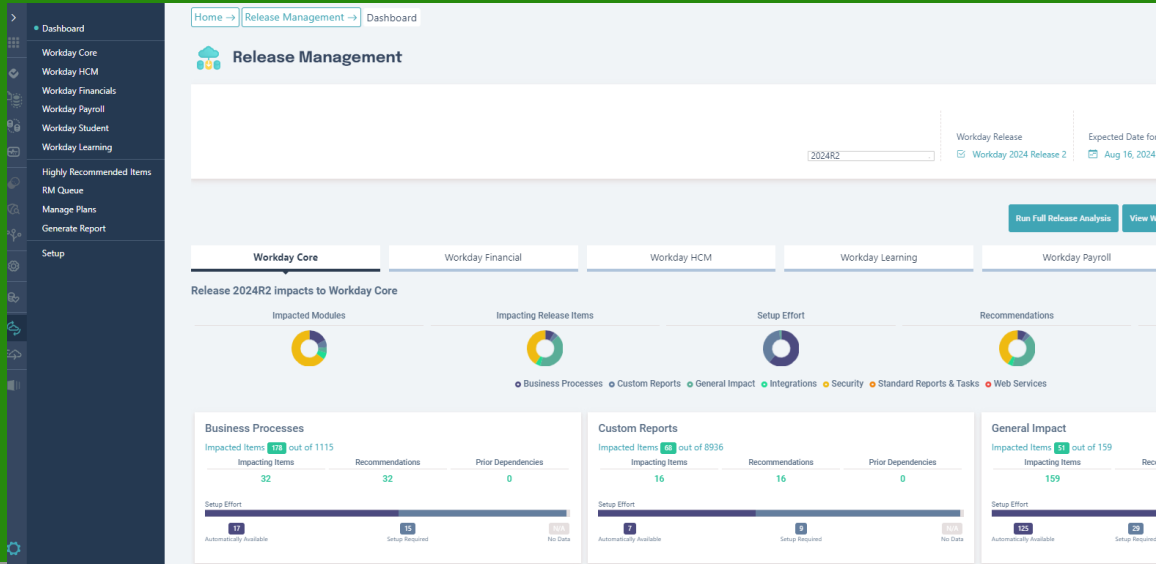 Home → Release Management → Dashboard
Dashboard
Workday Core
Workday HCM
Workday Financials
Workday Payroll
Workday Student
Workday Learning
Highly Recommended Items
RM Queue
Manage Plans
Generate Report
Setup
Release Management
Workday Release Expected Date for
2024R2 Workday 2024 Release 2 Aug 16, 2024
Run Full Release Analysis View W
Workday Core Workday Financial Workday HCM Workday Learning Workday Payroll
Release 2024R2 impacts to Workday Core
Impacted Modules Impacting Release Items Setup Effort Recommendations
Business Processes Custom Reports General Impact Integrations Security Standard Reports & Tasks Web Services
Business Processes
Impacted Items 178 out of 1115
Impacting Items Recommendations Prior Dependencies
32 32 0
Setup Effort
17 15 N/A
Automatically Available Setup Required No Data
Custom Reports
Impacted Items 68 out of 8936
Impacting Items Recommendations Prior Dependencies
16 16 0
Setup Effort
7 9 N/A
Automatically Available Setup Required No Data
General Impact
Impacted Items 51 out of 159
Impacting Items Reco
159
Setup Effort
125 29
Automatically Available Setup Required